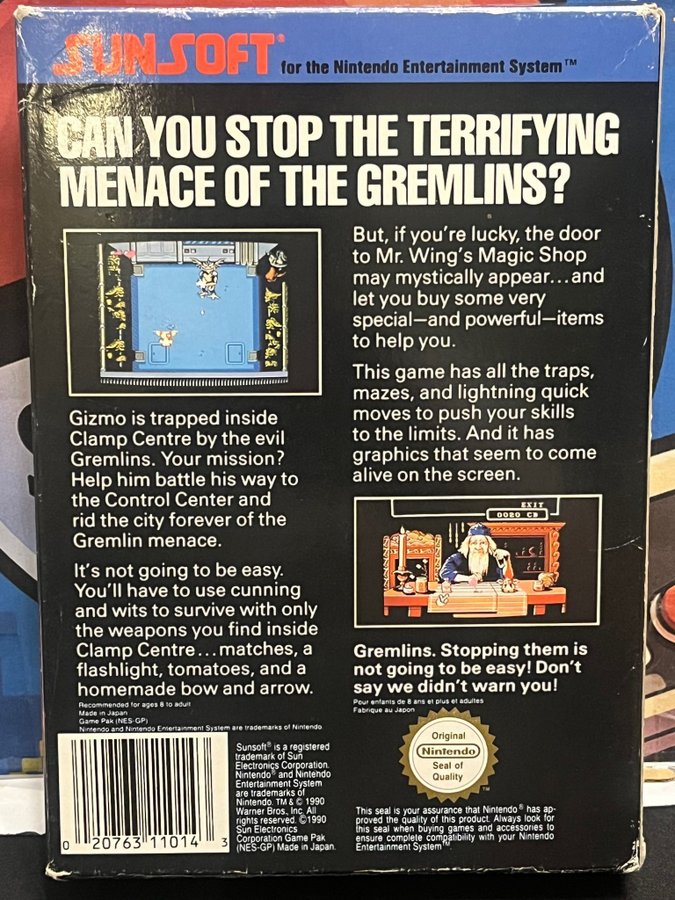 SUNSOFT® for the Nintendo Entertainment System™
CAN YOU STOP THE TERRIFYING
MENACE OF THE GREMLINS?
Gizmo is trapped inside
Clamp Centre by the evil
Gremlins. Your mission?
Help him battle his way to
the Control Center and
rid the city forever of the
Gremlin menace.
It's not going to be easy.
You'll have to use cunning
and wits to survive with only
the weapons you find inside
Clamp Centre...matches, a
flashlight, tomatoes, and a
homemade bow and arrow.
Recommended for ages 8 to adult
Made in Japan
Game Pak (NES-GP)
Nintendo and Nintendo Entertainment System are trademarks of Nintendo
But, if you're lucky, the door
to Mr. Wing's Magic Shop
may mystically appear...and
let you buy some very
special—and powerful—items
to help you.
This game has all the traps,
mazes, and lightning quick
moves to push your skills
to the limits. And it has
graphics that seem to come
alive on the screen.
EXIT
0020 CB
Gremlins. Stopping them is
not going to be easy! Don't
say we didn't warn you!
Pour enfants de 8 ans et plus et adultes
Fabrique au Japon
0 20763 11014 3
Sunsoft® is a registered
trademark of Sun
Electronics Corporation.
Nintendo® and Nintendo
Entertainment System
are trademarks of
Nintendo. TM & © 1990
Warner Bros., Inc. All
rights reserved. ©1990
Sun Electronics
Corporation Game Pak
(NES-GP) Made in Japan.
Original
Nintendo
Seal of
Quality
TM
This seal is your assurance that Nintendo® has ap-
proved the quality of this product. Always look for
this seal when buying games and accessories to
ensure complete compatibility with your Nintendo
Entertainment System™